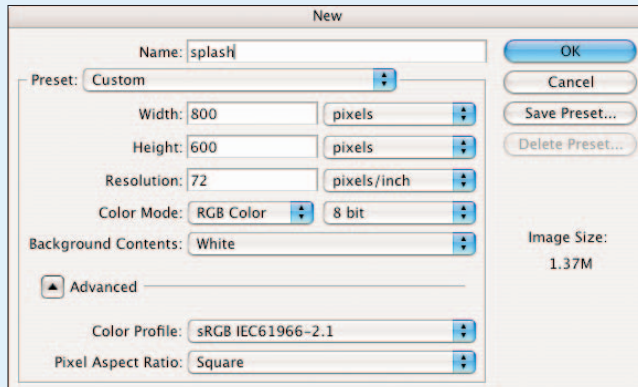 New
Name: splash
OK
Preset: Custom
Cancel
Width: 800 pixels
Save Preset...
Height: 600 pixels
Delete Preset...
Resolution: 72 pixels/inch
Color Mode: RGB Color 8 bit
Background Contents: White
Image Size:
1.37M
Advanced
Color Profile: sRGB IEC61966-2.1
Pixel Aspect Ratio: Square